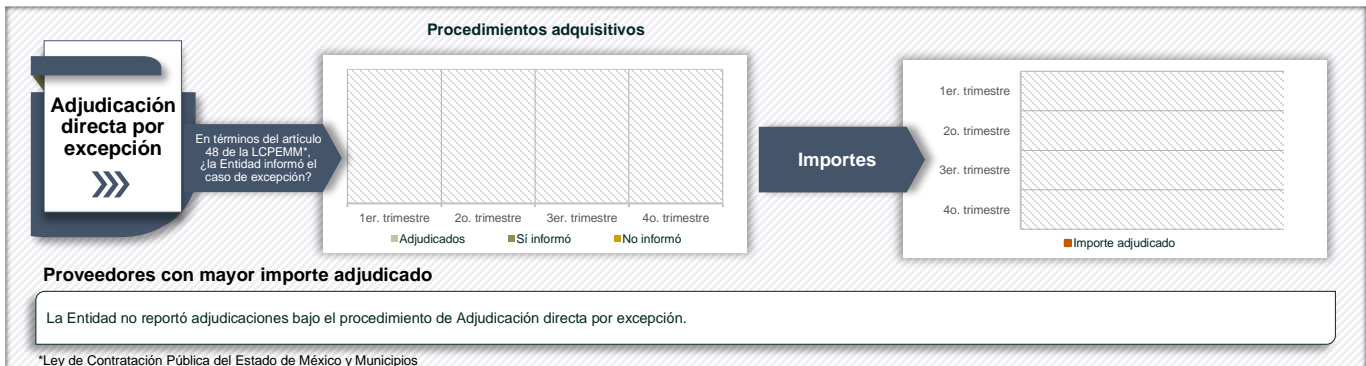 Procedimientos adquisitivos
Adjudicación
directa por
excepción
En términos del artículo
48 de la LCPEMM*,
¿la Entidad informó el
caso de excepción?
1er. trimestre 2o. trimestre 3er. trimestre 4o. trimestre
Adjudicados Sí informó No informó
Importes
1er. trimestre
2o. trimestre
3er. trimestre
4o. trimestre
Importe adjudicado
Proveedores con mayor importe adjudicado
La Entidad no reportó adjudicaciones bajo el procedimiento de Adjudicación directa por excepción.
*Ley de Contratación Pública del Estado de México y Municipios